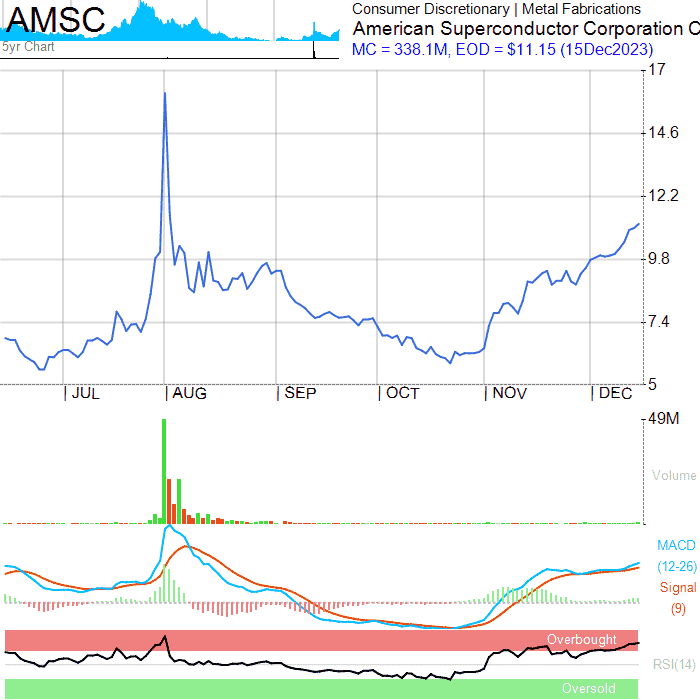 AMSC
5yr Chart
Consumer Discretionary | Metal Fabrications
American Superconductor Corporation C
MC = 338.1M, EOD = $11.15 (15Dec2023)
17
14.6
12.2
9.8
7.4
5
JUL
AUG
SEP
OCT
NOV
DEC
49M
Volume
MACD
(12-26)
Signal
(9)
Overbought
RSI(14)
Oversold